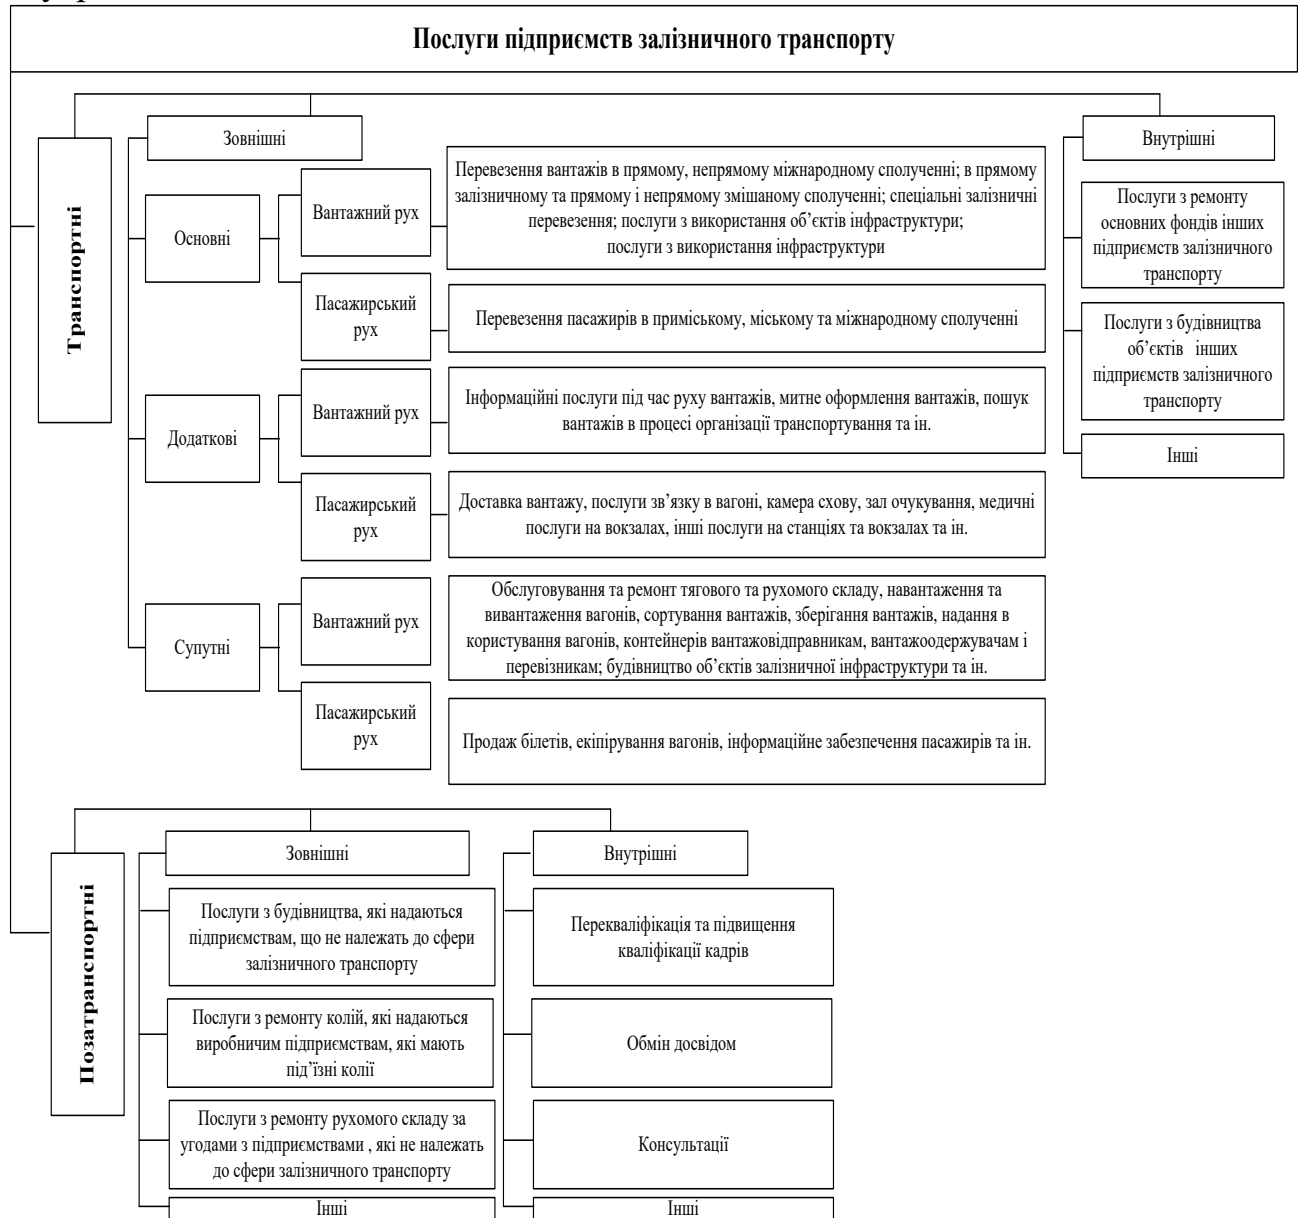 Послуги підприємств залізничного транспорту
Транспортні
Зовнішні
Основні
Вантажний рух
Перевезення вантажів в прямому, непрямому міжнародному сполученні; в прямому
залізничному та прямому і непрямому змішаному сполученні; спеціальні залізничні
перевезення; послуги з використання об’єктів інфраструктури;
послуги з використання інфраструктури
Пасажирський
рух
Перевезення пасажирів в приміському, міському та міжнародному сполученні
Додаткові
Вантажний рух
Інформаційні послуги під час руху вантажів, митне оформлення вантажів, пошук
вантажів в процесі організації транспортування та ін.
Пасажирський
рух
Доставка вантажу, послуги зв’язку в вагоні, камера схову, зал очукування, медичні
послуги на вокзалах, інші послуги на станціях та вокзалах та ін.
Супутні
Вантажний рух
Обслуговування та ремонт тягового та рухомого складу, навантаження та
вивантаження вагонів, сортування вантажів, зберігання вантажів, надання в
користування вагонів, контейнерів вантажовідправникам, вантажоодержувачам і
перевізникам; будівництво об’єктів залізничної інфраструктури та ін.
Пасажирський
рух
Продаж білетів, екіпірування вагонів, інформаційне забезпечення пасажирів та ін.
Внутрішні
Послуги з ремонту
основних фондів інших
підприємств залізничного
транспорту
Послуги з будівництва
об’єктів інших
підприємств залізничного
транспорту
Інші
Позатранспортні
Зовнішні
Послуги з будівництва, які надаються
підприємствам, що не належать до сфери
залізничного транспорту
Послуги з ремонту колій, які надаються
виробничим підприємствам, які мають
під’їзні колії
Послуги з ремонту рухомого складу за
угодами з підприємствами , які не належать
до сфери залізничного транспорту
Інші
Внутрішні
Перекваліфікація та підвищення
кваліфікації кадрів
Обмін досвідом
Консультації
Інші